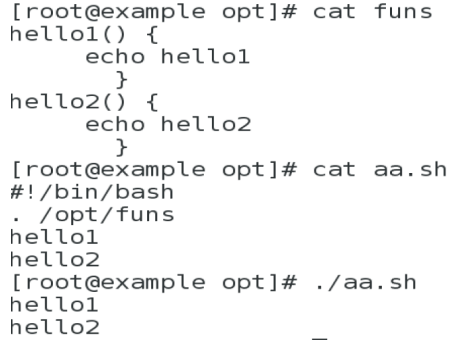 [root@example opt]# cat funs
hello1() {
echo hello1
}
hello2() {
echo hello2
}
[root@example opt]# cat aa.sh
#!/bin/bash
. /opt/funs
hello1
hello2
[root@example opt]# ./aa.sh
hello1
hello2